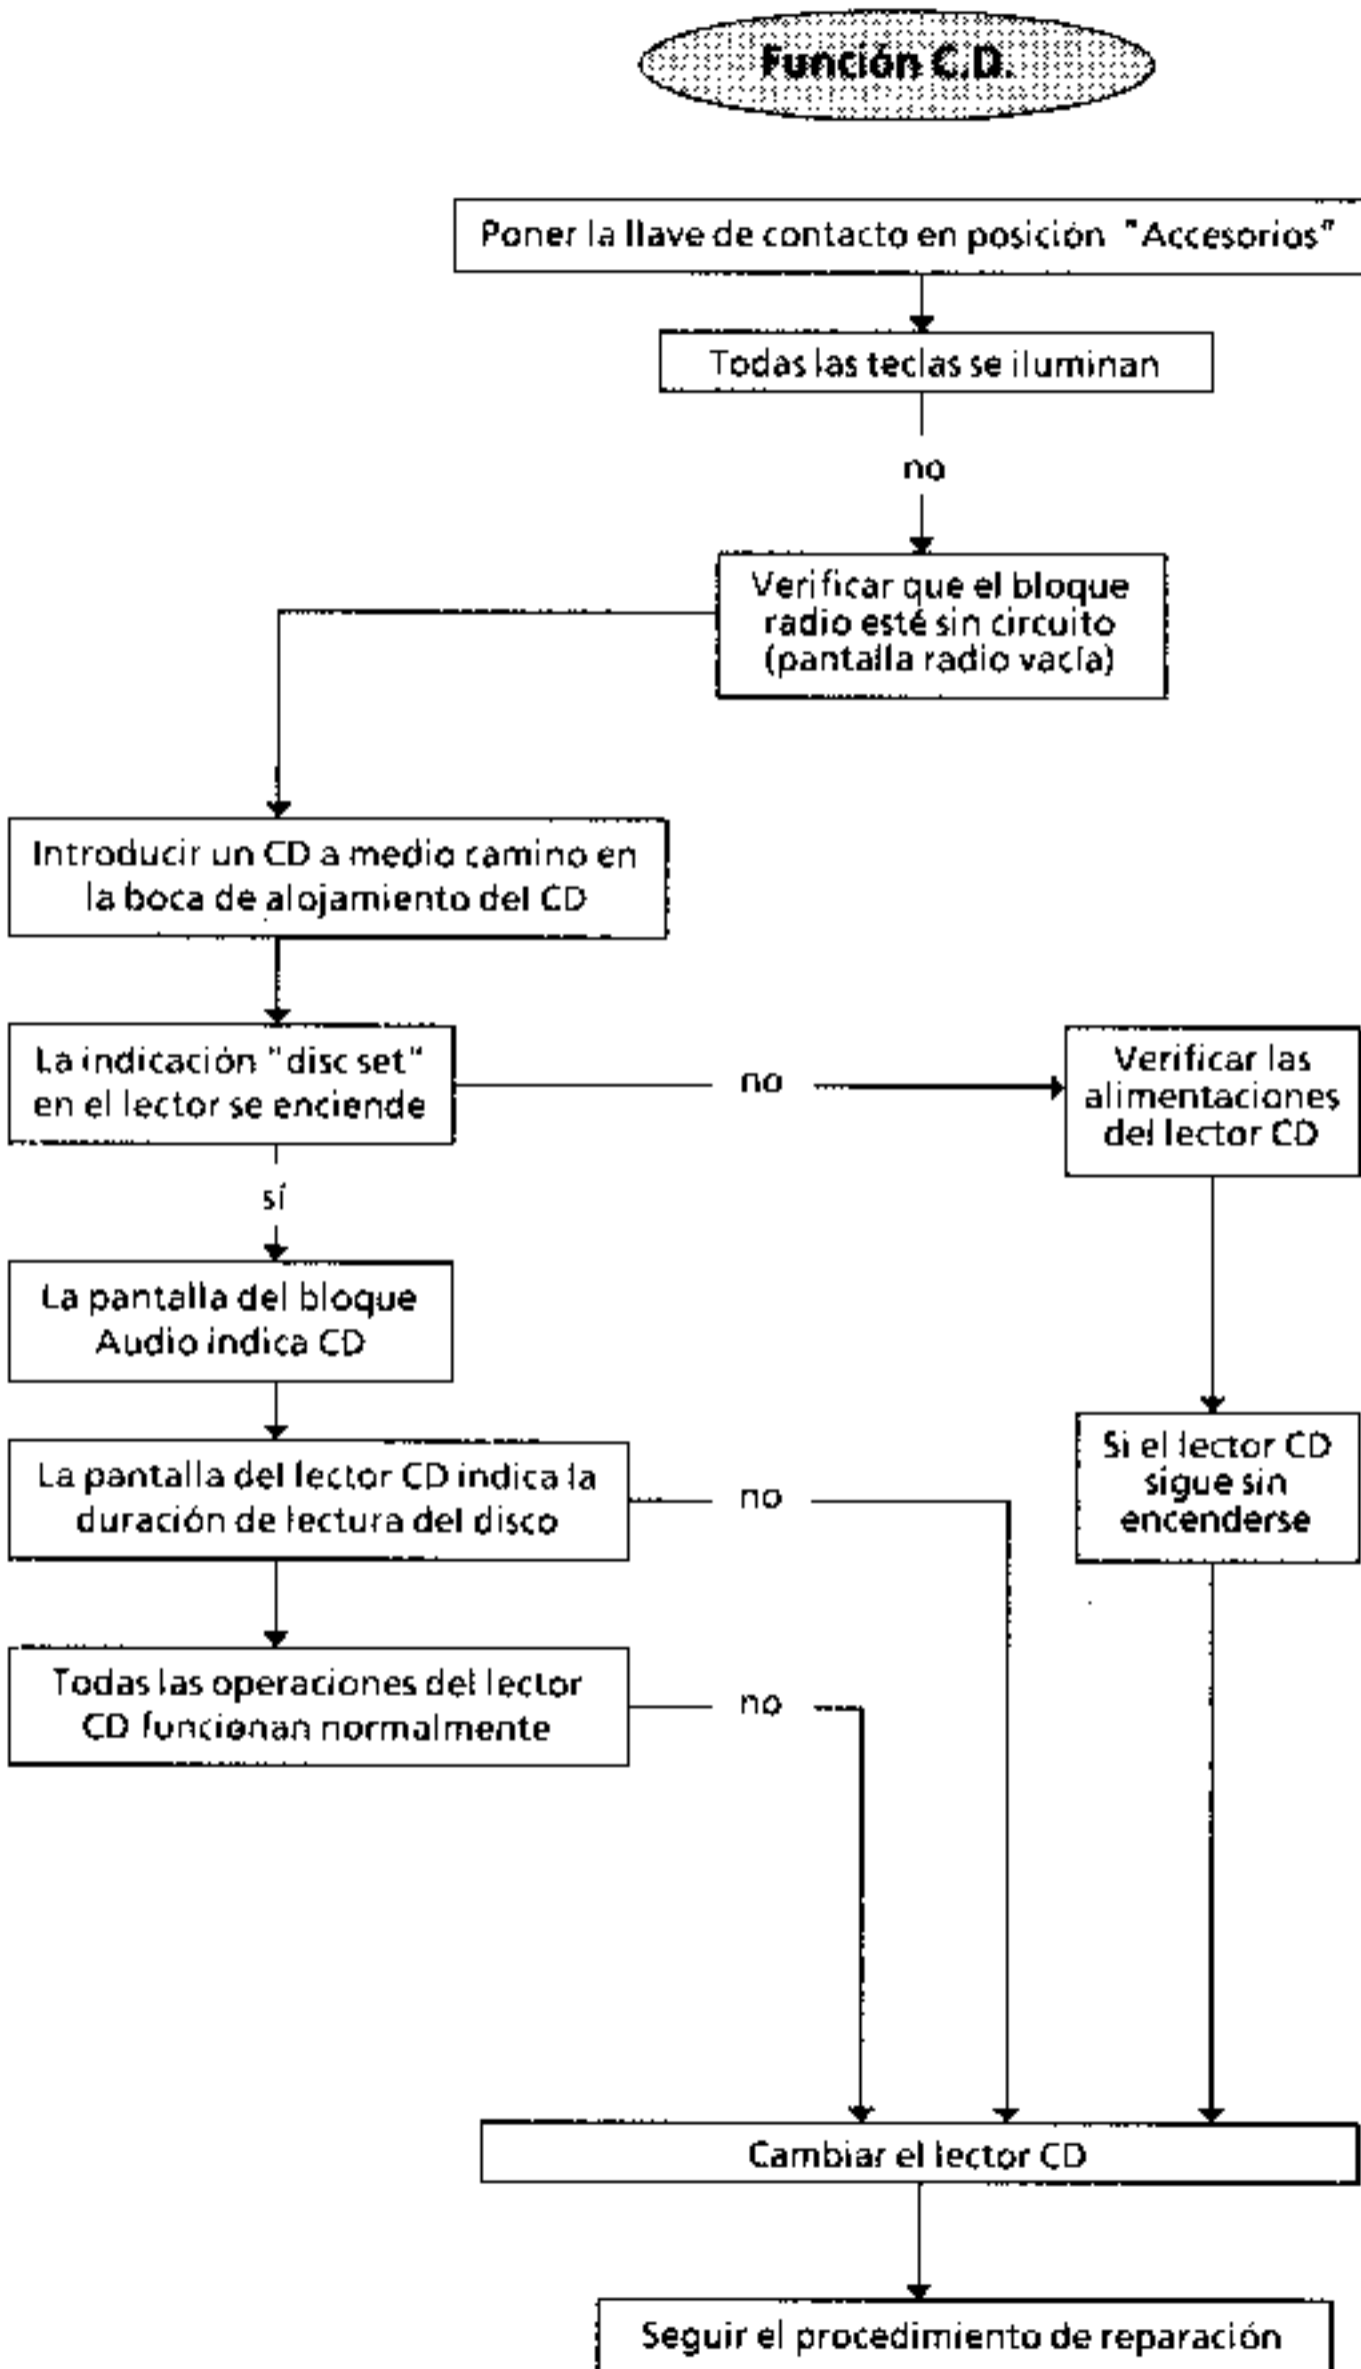 Función C.D.
Poner la llave de contacto en posición "Accesorios"
Todas las teclas se iluminan
no
Verificar que el bloque
radio esté sin circuito
(pantalla radio vacía)
Introducir un CD a medio camino en
la boca de alojamiento del CD
La indicación "disc set"
en el lector se enciende
no
Verificar las
alimentaciones
del lector CD
sí
La pantalla del bloque
Audio indica CD
La pantalla del lector CD indica la
duración de lectura del disco
no
Si el lector CD
sigue sin
encenderse
Todas las operaciones del lector
CD funcionan normalmente
no
Cambiar el lector CD
Seguir el procedimiento de reparación